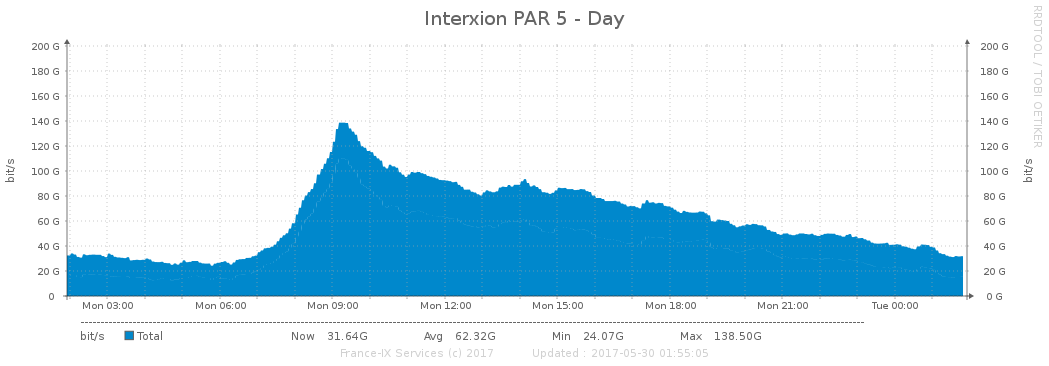 Interxion PAR 5 - Day
RRDTOOL / TOBI OETIKER
bit/s
bit/s
200 G 200 G
180 G 180 G
160 G 160 G
140 G 140 G
120 G 120 G
100 G 100 G
80 G 80 G
60 G 60 G
40 G 40 G
20 G 20 G
0 0 G
Mon 03:00 Mon 06:00 Mon 09:00 Mon 12:00 Mon 15:00 Mon 18:00 Mon 21:00 Tue 00:00
bit/s Total Now 31.64G Avg 62.32G Min 24.07G Max 138.50G
France-IX Services (c) 2017 Updated : 2017-05-30 01:55:05